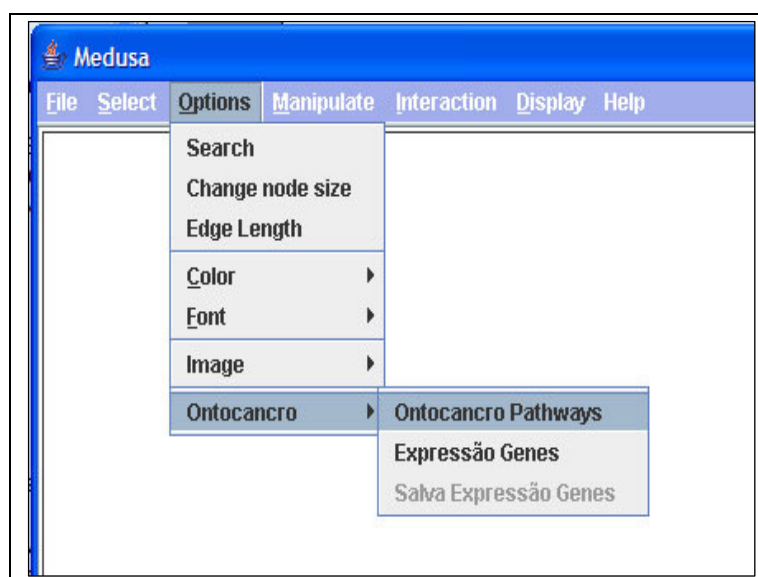 Medusa
File Select Options Manipulate Interaction Display Help
Search
Change node size
Edge Length
Color
Font
Image
Ontocancro
Ontocancro Pathways
Expressão Genes
Salva Expressão Genes